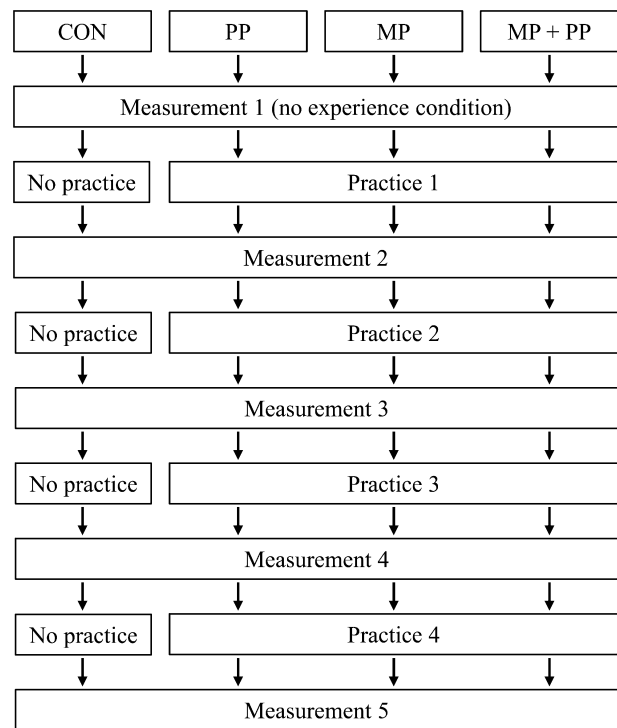 CON PP MP MP + PP
Measurement 1 (no experience condition)
No practice Practice 1
Measurement 2
No practice Practice 2
Measurement 3
No practice Practice 3
Measurement 4
No practice Practice 4
Measurement 5